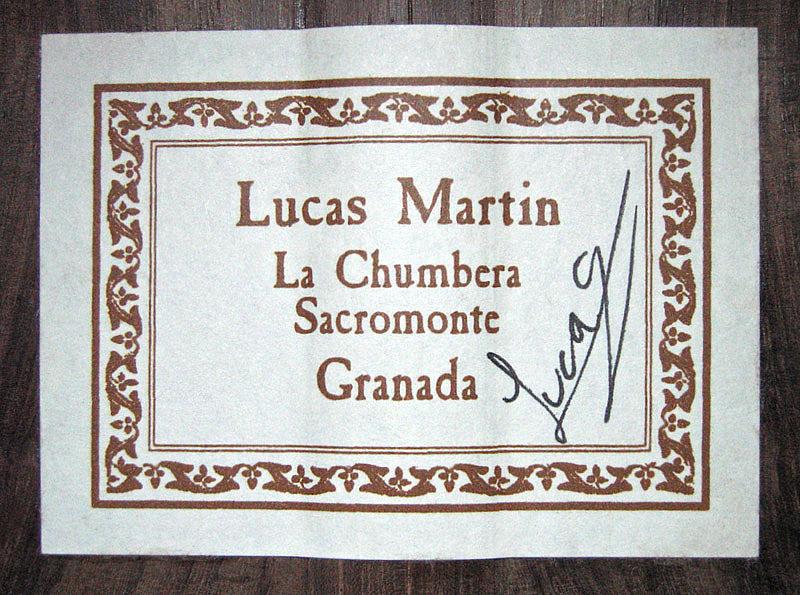 Lucas Martin
La Chumbera
Sacromonte
Granada
Lucas